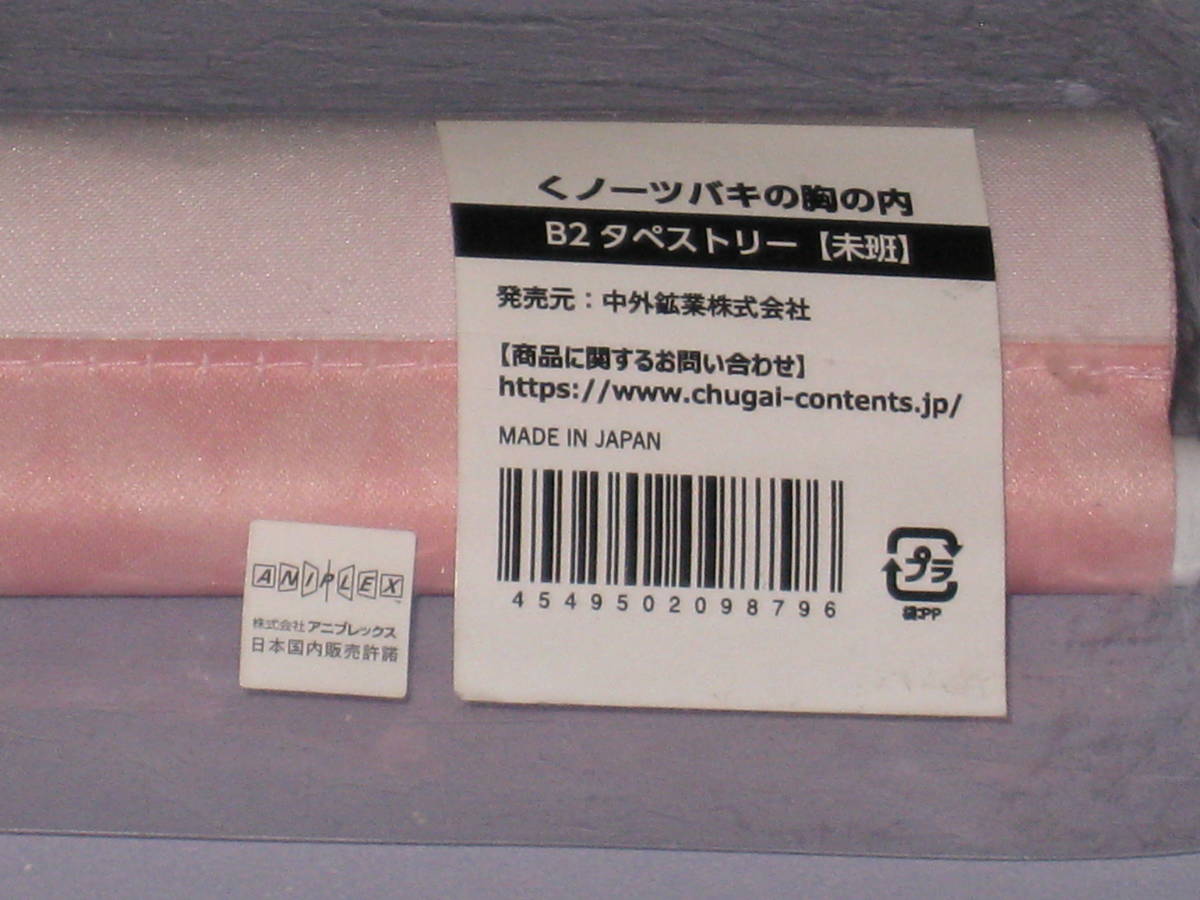 くノ一ツバキの胸の内
B2タペストリー【未班】
発売元：中外鉱業株式会社
【商品に関するお問い合わせ】
https://www.chugai-contents.jp/
MADE IN JAPAN
4549502098796
プラ
袋:PP
ANIPLEX
株式会社アニプレックス
日本国内販売許諾